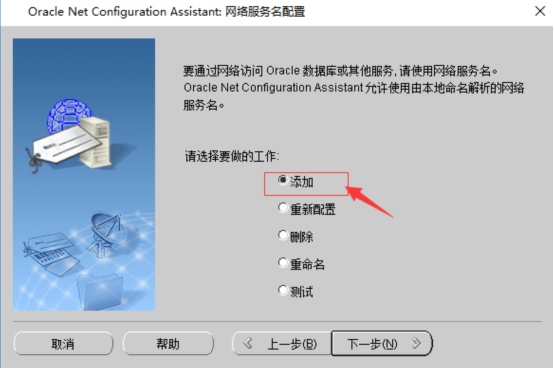 Oracle Net Configuration Assistant: 网络服务名配置
要通过网络访问 Oracle 数据库或其他服务,请使用网络服务名。
Oracle Net Configuration Assistant 允许使用由本地命名解析的网络
服务名。
请选择要做的工作:
添加
重新配置
删除
重命名
测试
取消
帮助
上一步(B)
下一步(N)